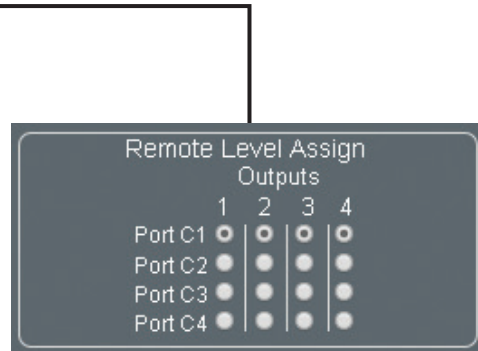 Remote Level Assign
Outputs
1 2 3 4
Port C1
Port C2
Port C3
Port C4